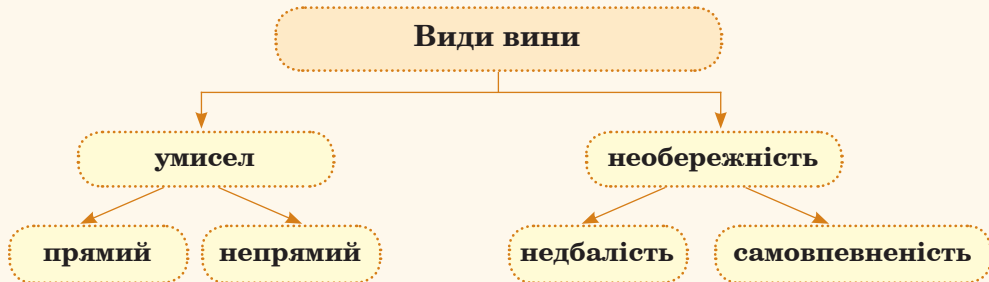 Види вини
умисел
необережність
прямий
непрямий
недбалість
самовпевненість